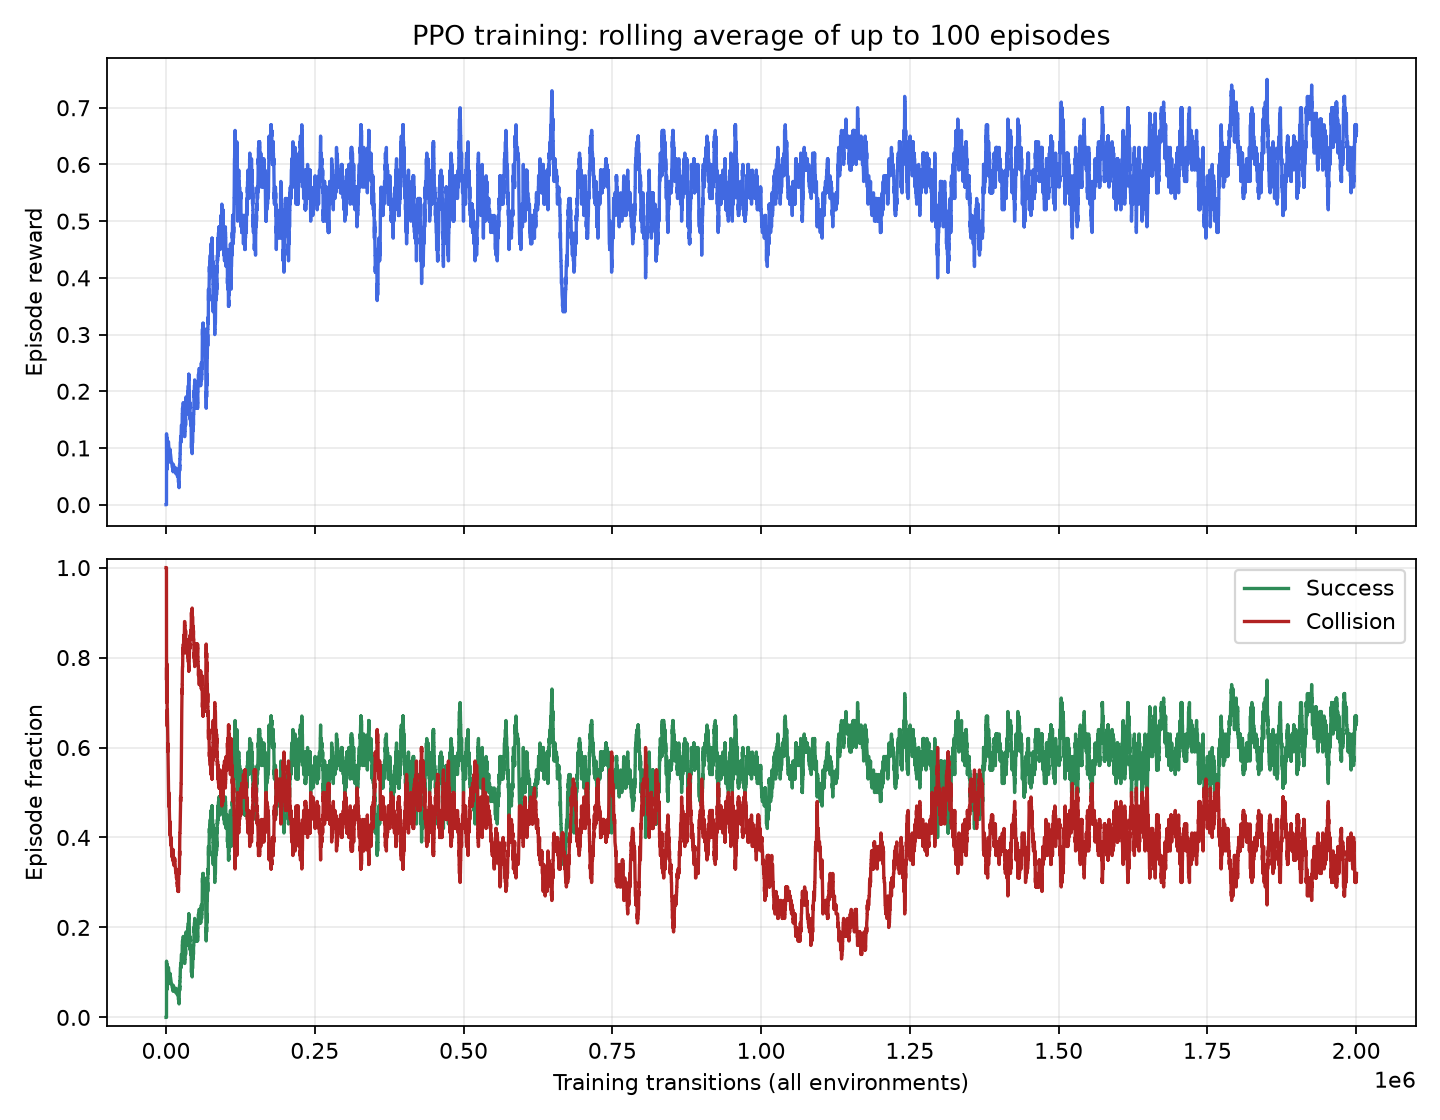 PPO training: rolling average of up to 100 episodes
0.7
0.6
0.5
0.4
0.3
0.2
0.1
0.0
Episode reward
1.0
0.8
0.6
0.4
0.2
0.0
Episode fraction
Success
Collision
0.00 0.25 0.50 0.75 1.00 1.25 1.50 1.75 2.00
Training transitions (all environments)
1e6